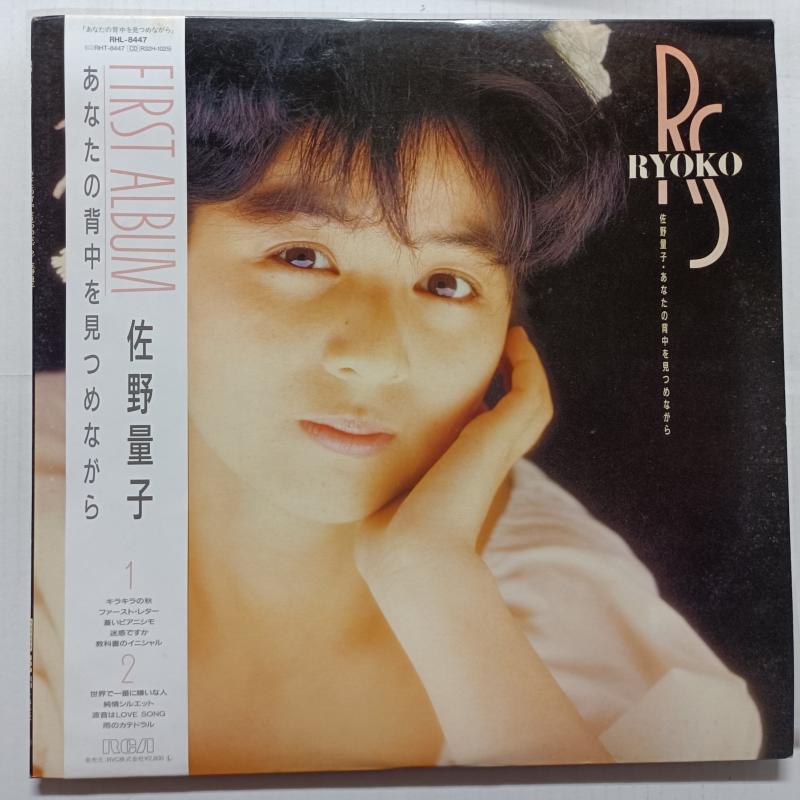 「あなたの背中を見つめながら」
RHL-8447
RHT-8447 CD R32H-1029
FIRST ALBUM
佐野量子
あなたの背中を見つめながら
1
キラキラの秋
ファースト・レター
蒼いピアニシモ
迷惑ですか
教科書のイニシャル
2
世界で一番に嫌いな人
純情シルエット
波音はLOVE SONG
雨のカテドラル
RCA
発売元:RVC株式会社¥2,800
RS
RYOKO
佐野量子・あなたの背中を見つめながら